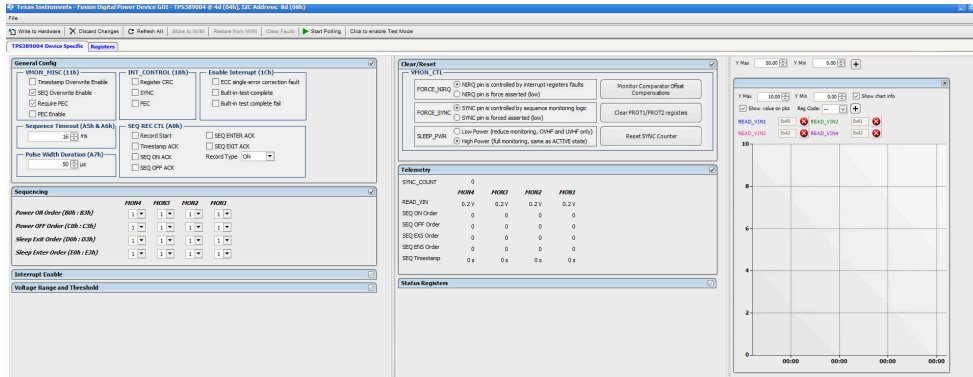 Texas Instruments - Fusion Digital Power Device GUI - TPS389004 @ 4d (04h), I2C Address: 8d (08h)
File
Write to Hardware Discard Changes Refresh All Store to NVM Restore from NVM Clear Faults Start Polling Click to enable Test Mode
TPS389004 Device Specific Registers
General Config
VMON_MISC (11h) INT_CONTROL (18h) Enable Interrupt (1Ch)
Timestamp Overwrite Enable Register CRC ECC single-error correction fault
SEQ Overwrite Enable SYNC Built-in-test-complete
Require PEC PEC Built-in test complete fail
PEC Enable
Sequence Timeout (A5h & A6h) SEQ REC CTL (A0h)
16 ms Record Start SEQ ENTER ACK
Timestamp ACK SEQ EXIT ACK
Pulse Width Duration (A7h) SEQ ON ACK Record Type ON
50 µs SEQ OFF ACK
Sequencing
MON4 MON3 MON2 MON1
Power ON Order (B0h : B3h) 1 1 1 1
Power OFF Order (C0h : C3h) 1 1 1 1
Sleep Exit Order (D0h : D3h) 1 1 1 1
Sleep Enter Order (E0h : E3h) 1 1 1 1
Interrupt Enable
Voltage Range and Threshold
Clear/Reset
VMON_CTL
FORCE_NIRQ NIRQ pin is controlled by interrupt registers faults Monitor Comparator Offset
NIRQ pin is force asserted (low) Compensations
FORCE_SYNC SYNC pin is controlled by sequence monitoring logic Clear PROT1/PROT2 registers
SYNC pin is forced asserted (low)
SLEEP_PWR Low Power (reduce monitoring, OVHF and UVHF only) Reset SYNC Counter
High Power (full monitoring, same as ACTIVE state)
Telemetry
SYNC_COUNT 0
MON4 MON3 MON2 MON1
READ_VIN 0.2 V 0.2 V 0.2 V 0.2 V
SEQ ON Order 0 0 0 0
SEQ OFF Order 0 0 0 0
SEQ EXS Order 0 0 0 0
SEQ ENS Order 0 0 0 0
SEQ Timestamp 0 s 0 s 0 s 0 s
Status Registers
Y Max 50.00 Y Min 0.00
Y Max 10.00 Y Min 0.00 Show chart info
Show value on plot Reg Code: ---
READ_VIN1 0x40 READ_VIN2 0x41
READ_VIN3 0x42 READ_VIN4 0x43
10
8
6
4
2
0
00:00 00:00 00:00 00:00